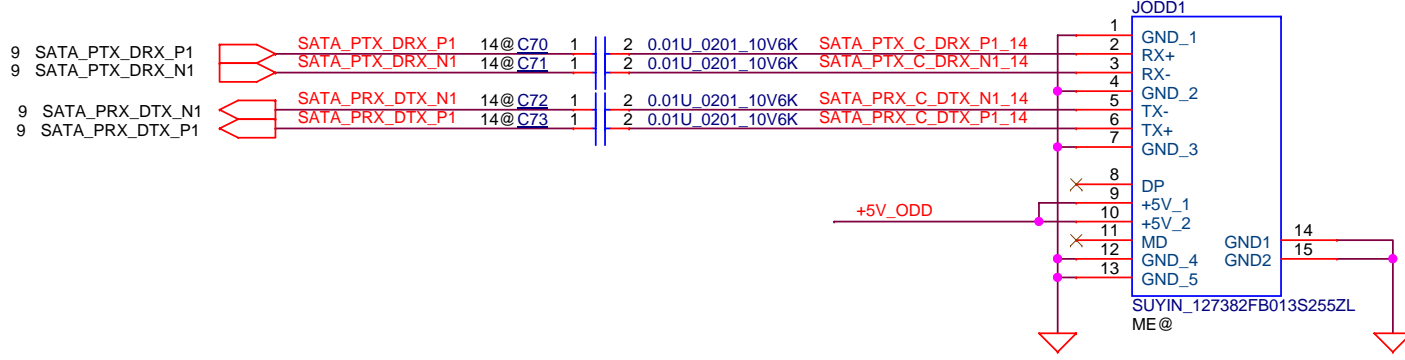 JODD1
9 SATA_PTX_DRX_P1 SATA_PTX_DRX_P1 14@ C70 1 2 0.01U_0201_10V6K SATA_PTX_C_DRX_P1_14
9 SATA_PTX_DRX_N1 SATA_PTX_DRX_N1 14@ C71 1 2 0.01U_0201_10V6K SATA_PTX_C_DRX_N1_14
9 SATA_PRX_DTX_N1 SATA_PRX_DTX_N1 14@ C72 1 2 0.01U_0201_10V6K SATA_PRX_C_DTX_N1_14
9 SATA_PRX_DTX_P1 SATA_PRX_DTX_P1 14@ C73 1 2 0.01U_0201_10V6K SATA_PRX_C_DTX_P1_14
1 GND_1
2 RX+
3 RX-
4 GND_2
5 TX-
6 TX+
7 GND_3
8 DP
9 +5V_1
+5V_ODD 10 +5V_2
11 MD GND1 14
12 GND_4 GND2 15
13 GND_5
SUYIN_127382FB013S255ZL
ME@